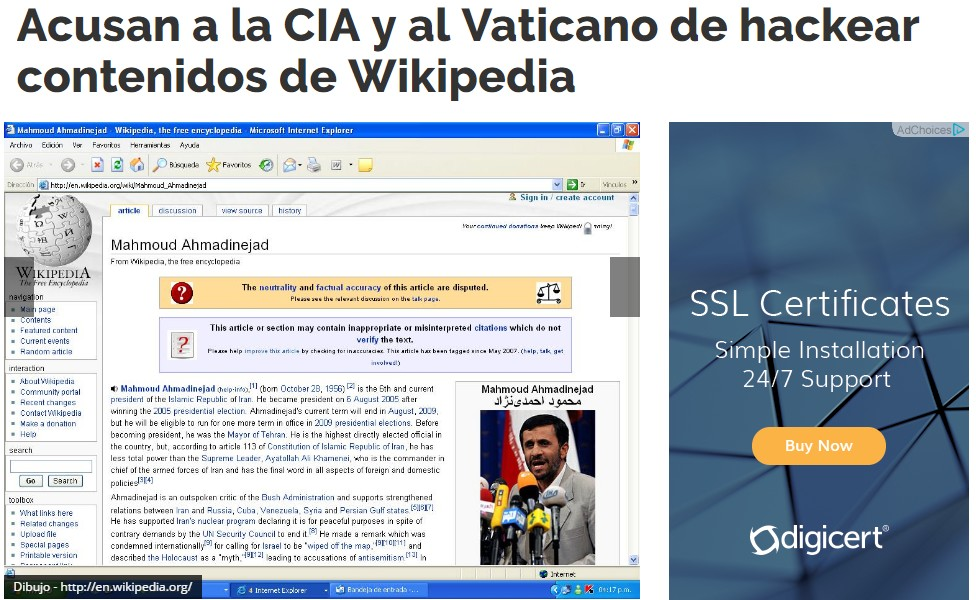 Acusan a la CIA y al Vaticano de hackear
contenidos de Wikipedia
Mahmoud Ahmadinejad - Wikipedia, the free encyclopedia - Microsoft Internet Explorer
Archivo Edición Ver Favoritos Herramientas Ayuda
Atrás Búsqueda Favoritos
Dirección http://en.wikipedia.org/wiki/Mahmoud_Ahmadinejad Ir Vínculos »
Sign in / create account
article discussion view source history
Your continued donations keep Wikipedi
Mahmoud Ahmadinejad
From Wikipedia, the free encyclopedia
WIKIPEDIA
The Free Encyclopedia
navigation
Main page
Contents
Featured content
Current events
Random article
interaction
About Wikipedia
Community portal
Recent changes
Contact Wikipedia
Make a donation
Help
search
Go Search
toolbox
What links here
Related changes
Upload file
Special pages
Printable version
The neutrality and factual accuracy of this article are disputed.
Please see the relevant discussion on the talk page.
This article or section may contain inappropriate or misinterpreted citations which do not
verify the text.
Please help improve this article by checking for inaccuracies. This article has been tagged since May 2007. (help, talk, get
involved!)
Mahmoud Ahmadinejad (help·info),[1] (born October 28, 1956) [2] is the 6th and current
president of the Islamic Republic of Iran. He became president on 6 August 2005 after
winning the 2005 presidential election. Ahmadinejad's current term will end in August, 2009,
but he will be eligible to run for one more term in office in 2009 presidential elections. Before
becoming president, he was the Mayor of Tehran. He is the highest directly elected official in
the country, but, according to article 113 of Constitution of Islamic Republic of Iran, he has
less total power than the Supreme Leader, Ayatollah Ali Khamenei, who is the commander in
chief of the armed forces of Iran and has the final word in all aspects of foreign and domestic
policies[3][4]
Ahmadinejad is an outspoken critic of the Bush Administration and supports strengthened
relations between Iran and Russia, Cuba, Venezuela, Syria and Persian Gulf states.[5][6][7]
He has supported Iran's nuclear program declaring it is for peaceful purposes in spite of
contrary demands by the UN Security Council to end it.[8] He made a remark which was
condemned internationally[9] for calling for Israel to be "wiped off the map,"[9][10][11] and
described the Holocaust as a "myth,"[9][12] leading to accusations of antisemitism.[13] In
Mahmoud Ahmadinejad
محمود احمدی‌نژاد
Internet
4 Internet Explorer
Bandeja de entrada -...
04:17 p.m.
Dibujo - http://en.wikipedia.org/
AdChoices
SSL Certificates
Simple Installation
24/7 Support
Buy Now
digicert®